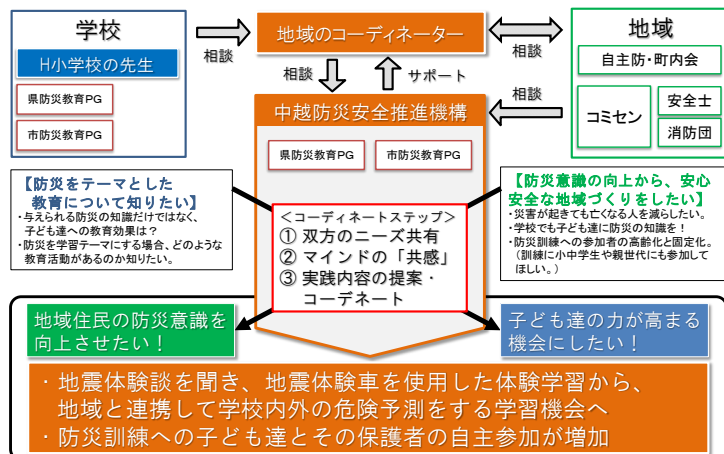 学校
H小学校の先生
県防災教育PG
市防災教育PG
相談
地域のコーディネーター
相談
サポート
相談
地域
自主防・町内会
コミセン
安全士
消防団
相談
中越防災安全推進機構
県防災教育PG
市防災教育PG
【防災をテーマとした
教育について知りたい】
・与えられる防災の知識だけではなく、
子ども達への教育効果は？
・防災を学習テーマにする場合、どのような
教育活動があるのか知りたい。
＜コーディネートステップ＞
① 双方のニーズ共有
② マインドの「共感」
③ 実践内容の提案・
コーデネート
【防災意識の向上から、安心
安全な地域づくりをしたい】
・災害が起きても亡くなる人を減らしたい。
・学校でも子ども達に防災の知識を！
・防災訓練への参加者の高齢化と固定化。
（訓練に小中学生や親世代にも参加して
ほしい。）
地域住民の防災意識を
向上させたい！
子ども達の力が高まる
機会にしたい！
・地震体験談を聞き、地震体験車を使用した体験学習から、
地域と連携して学校内外の危険予測をする学習機会へ
・防災訓練への子ども達とその保護者の自主参加が増加